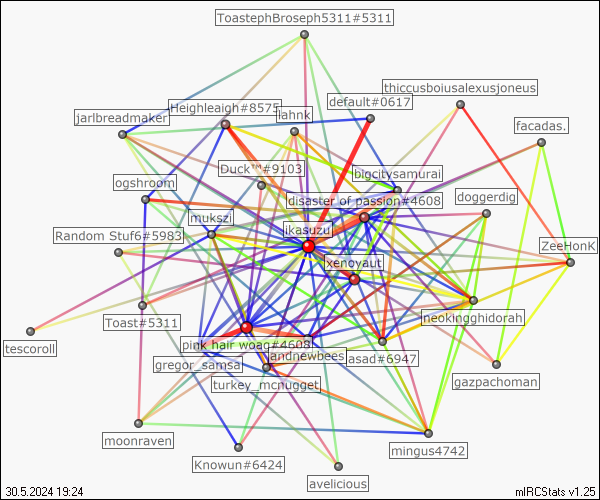 ToastephBroseph5311#5311
thiccusboiusalexusjoneus
Heighleaigh#8575
default#0617
jarlbreadmaker
lahnk
facadas.
Duck™#9103
bigcitysamurai
ogshroom
disaster of passion#4608
doggerdig
mukszi
ikasuzu
Random Stuf6#5983
ZeeHonK
xenoyaut
Toast#5311
neokingghidorah
tescoroll
pink hair woag#4608
andnewbees
asad#6947
gregor_samsa
turkey_mcnugget
gazpachoman
moonraven
mingus4742
Knowun#6424
avelicious
30.5.2024 19:24
mIRCStats v1.25